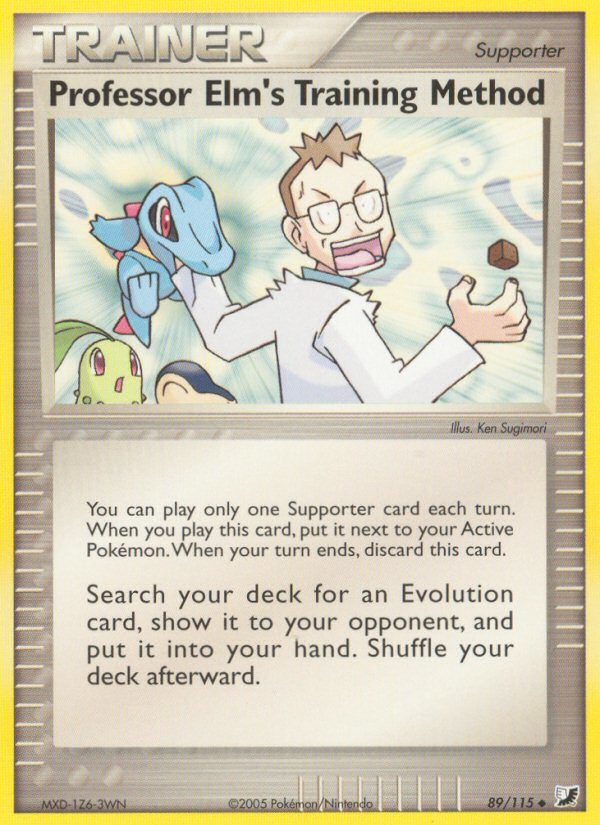 TRAINER
Supporter
Professor Elm's Training Method
Illus. Ken Sugimori
You can play only one Supporter card each turn.
When you play this card, put it next to your Active
Pokémon. When your turn ends, discard this card.
Search your deck for an Evolution
card, show it to your opponent, and
put it into your hand. Shuffle your
deck afterward.
MXD-1Z6-3WN
©2005 Pokémon/Nintendo
89/115 ◆